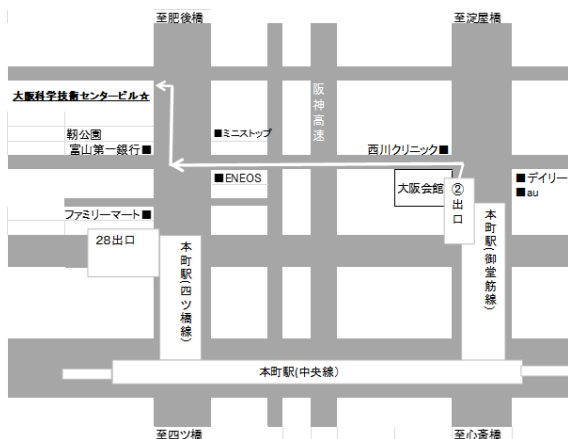 至肥後橋
至淀屋橋
大阪科学技術センタービル☆
阪神高速
靭公園
富山第一銀行■
■ミニストップ
西川クリニック■
■ENEOS
大阪会館
②出口
■デイリー
■au
ファミリーマート■
28出口
本町駅(四ツ橋線)
本町駅(御堂筋線)
本町駅(中央線)
至四ツ橋
至心斎橋